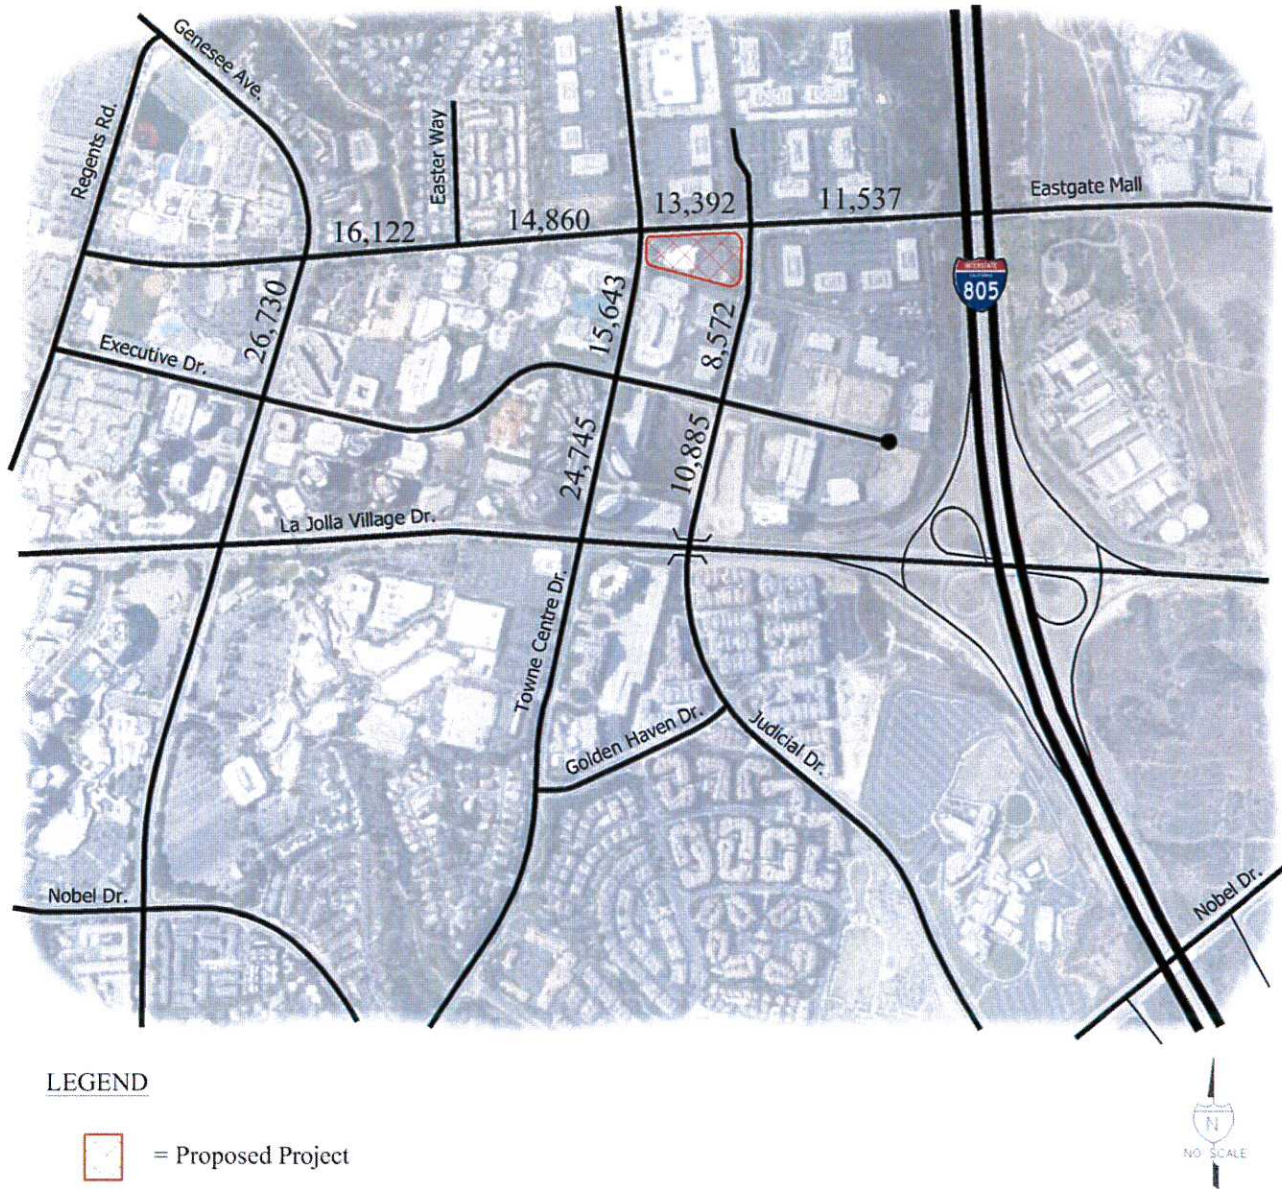 Genesee Ave.
Regents Rd.
Easter Way
Eastgate Mall
16,122
14,860
13,392
11,537
26,730
15,643
8,572
INTERSTATE
CALIFORNIA
805
Executive Dr.
24,745
10,885
La Jolla Village Dr.
Towne Centre Dr.
Golden Haven Dr.
Judicial Dr.
Nobel Dr.
Nobel Dr.
LEGEND
= Proposed Project
N
NO SCALE